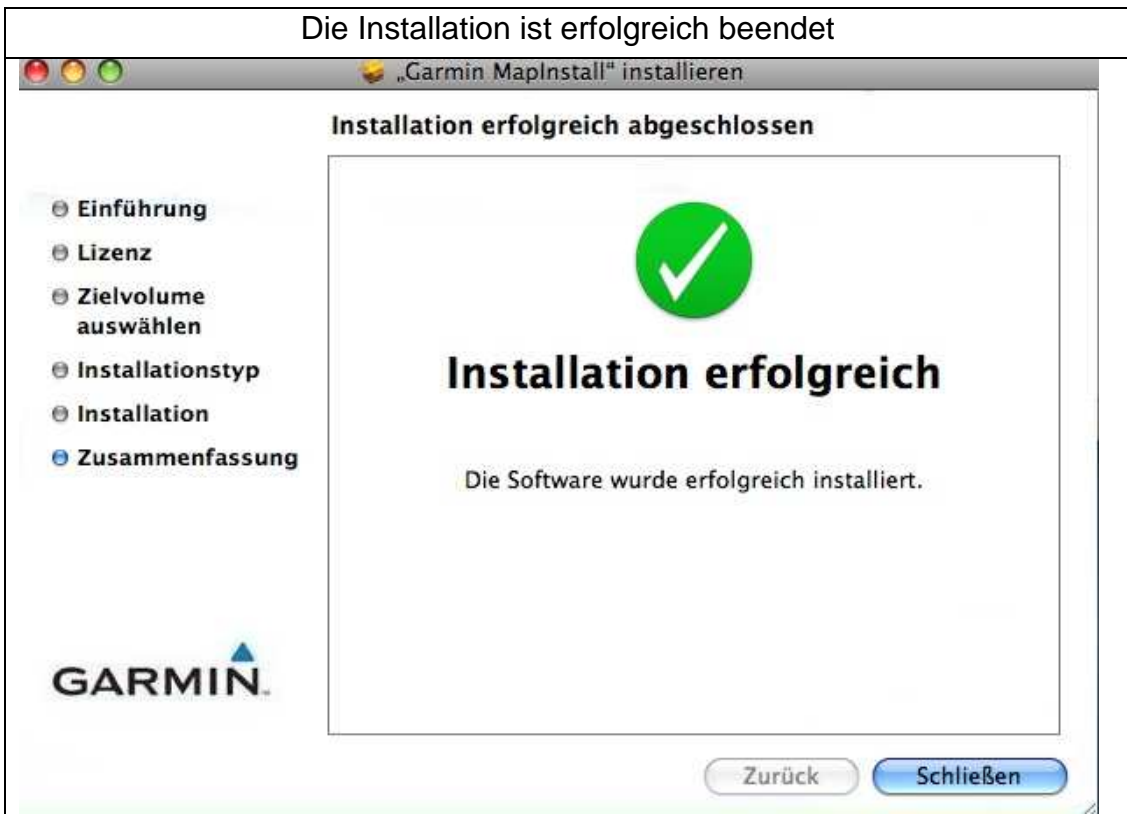 Die Installation ist erfolgreich beendet
„Garmin MapInstall“ installieren
Installation erfolgreich abgeschlossen
Einführung
Lizenz
Zielvolume
auswählen
Installationstyp
Installation
Zusammenfassung
Installation erfolgreich
Die Software wurde erfolgreich installiert.
GARMIN™
Zurück
Schließen